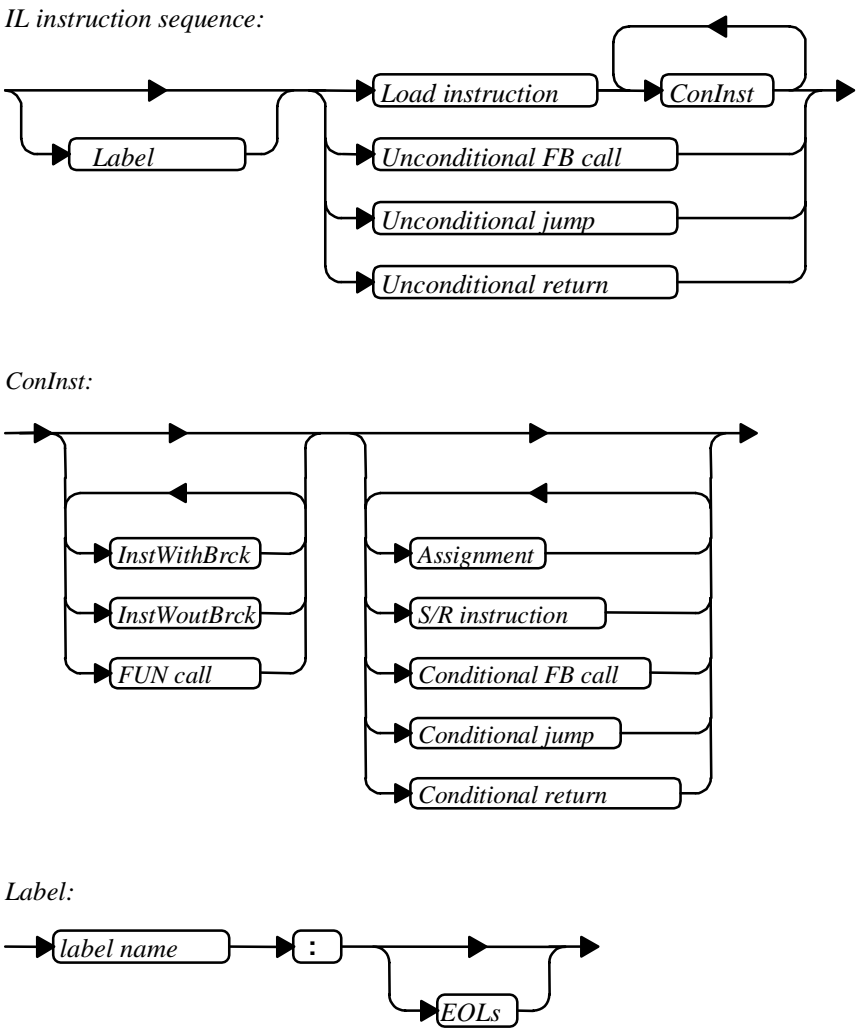 IL instruction sequence:
Load instruction
ConInst
Label
Unconditional FB call
Unconditional jump
Unconditional return
ConInst:
InstWithBrck
Assignment
InstWoutBrck
S/R instruction
FUN call
Conditional FB call
Conditional jump
Conditional return
Label:
label name
:
EOLs